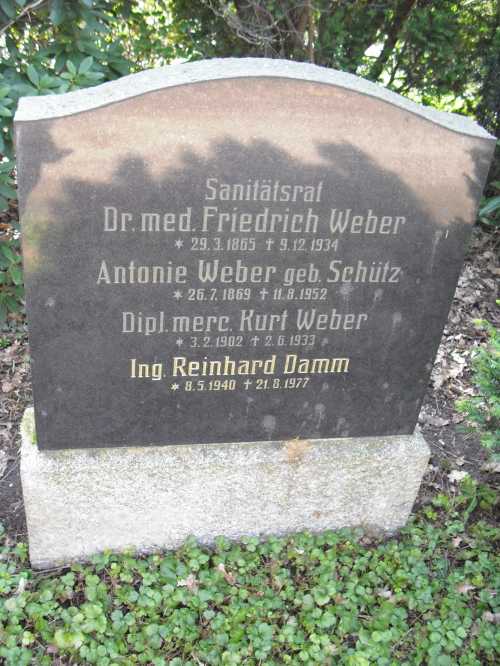 Sanitätsrat
Dr. med. Friedrich Weber
* 29.3.1865 ✝ 9.12.1934
Antonie Weber geb. Schütz
* 26.7.1869 ✝ 11.8.1952
Dipl. merc. Kurt Weber
* 3.2.1902 ✝ 2.6.1933
Ing. Reinhard Damm
* 8.5.1940 ✝ 21.8.1977